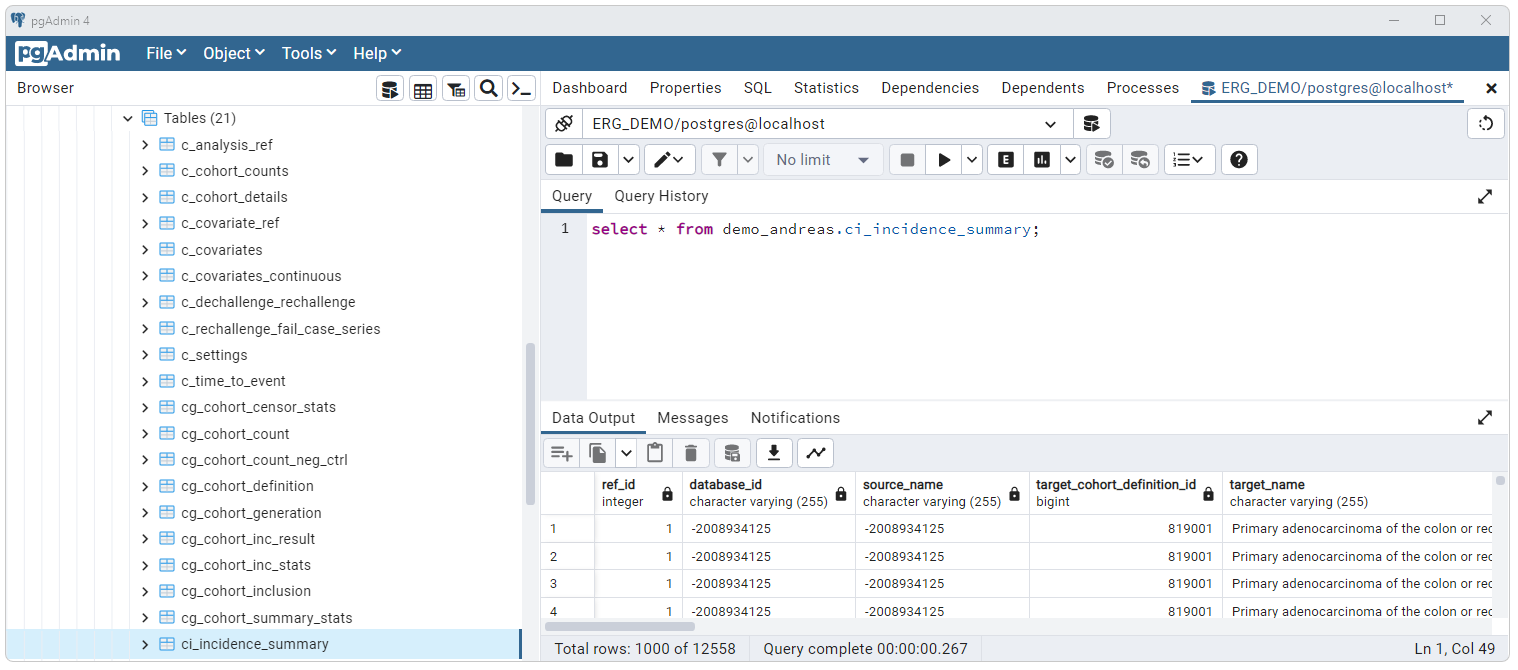 pgAdmin 4
pgAdmin File Object Tools Help
Browser
Tables (21)
c_analysis_ref
c_cohort_counts
c_cohort_details
c_covariate_ref
c_covariates
c_covariates_continuous
c_dechallenge_rechallenge
c_rechallenge_fail_case_series
c_settings
c_time_to_event
cg_cohort_censor_stats
cg_cohort_count
cg_cohort_count_neg_ctrl
cg_cohort_definition
cg_cohort_generation
cg_cohort_inc_result
cg_cohort_inc_stats
cg_cohort_inclusion
cg_cohort_summary_stats
ci_incidence_summary
Dashboard Properties SQL Statistics Dependencies Dependents Processes ERG_DEMO/postgres@localhost*
ERG_DEMO/postgres@localhost
No limit E
Query Query History
1 select * from demo_andreas.ci_incidence_summary;
Data Output Messages Notifications
ref_id database_id source_name target_cohort_definition_id target_name
integer character varying (255) character varying (255) bigint character varying (255)
1 1 -2008934125 -2008934125 819001 Primary adenocarcinoma of the colon or rec
2 1 -2008934125 -2008934125 819001 Primary adenocarcinoma of the colon or rec
3 1 -2008934125 -2008934125 819001 Primary adenocarcinoma of the colon or rec
4 1 -2008934125 -2008934125 819001 Primary adenocarcinoma of the colon or rec
Total rows: 1000 of 12558 Query complete 00:00:00.267 Ln 1, Col 49